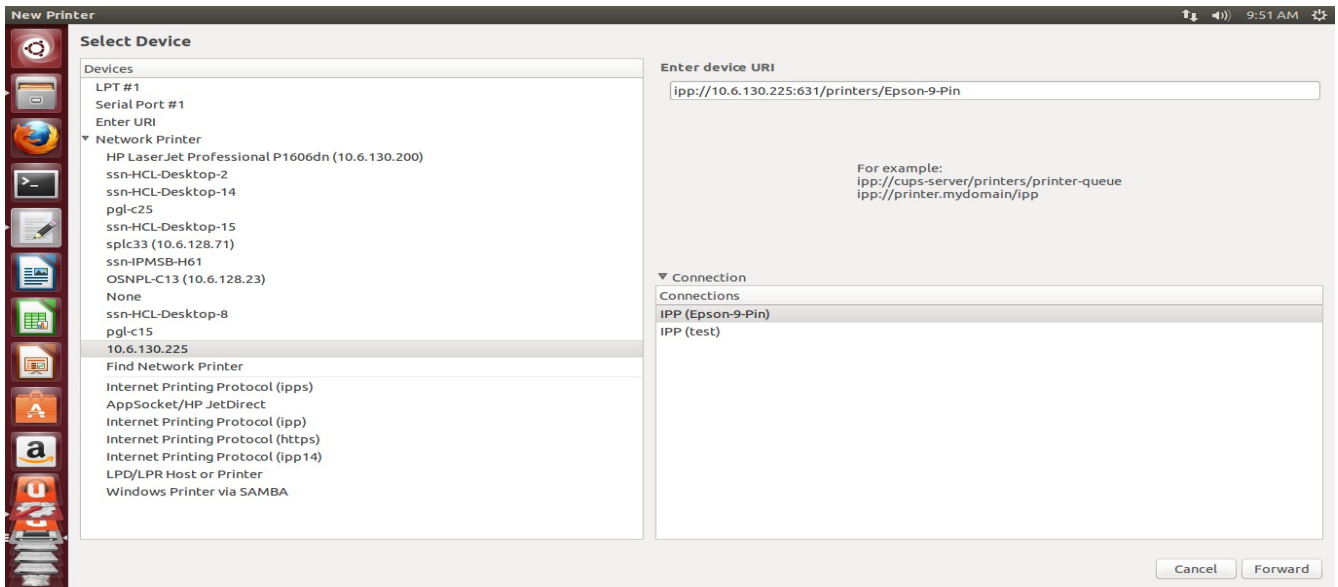 New Printer
9:51 AM
Select Device
Devices
LPT #1
Serial Port #1
Enter URI
Network Printer
HP LaserJet Professional P1606dn (10.6.130.200)
ssn-HCL-Desktop-2
ssn-HCL-Desktop-14
pgl-c25
ssn-HCL-Desktop-15
splc33 (10.6.128.71)
ssn-IPMSB-H61
OSNPL-C13 (10.6.128.23)
None
ssn-HCL-Desktop-8
pgl-c15
10.6.130.225
Find Network Printer
Internet Printing Protocol (ipps)
AppSocket/HP JetDirect
Internet Printing Protocol (ipp)
Internet Printing Protocol (https)
Internet Printing Protocol (ipp14)
LPD/LPR Host or Printer
Windows Printer via SAMBA
Enter device URI
ipp://10.6.130.225:631/printers/Epson-9-Pin
For example:
ipp://cups-server/printers/printer-queue
ipp://printer.mydomain/ipp
Connection
Connections
IPP (Epson-9-Pin)
IPP (test)
Cancel
Forward